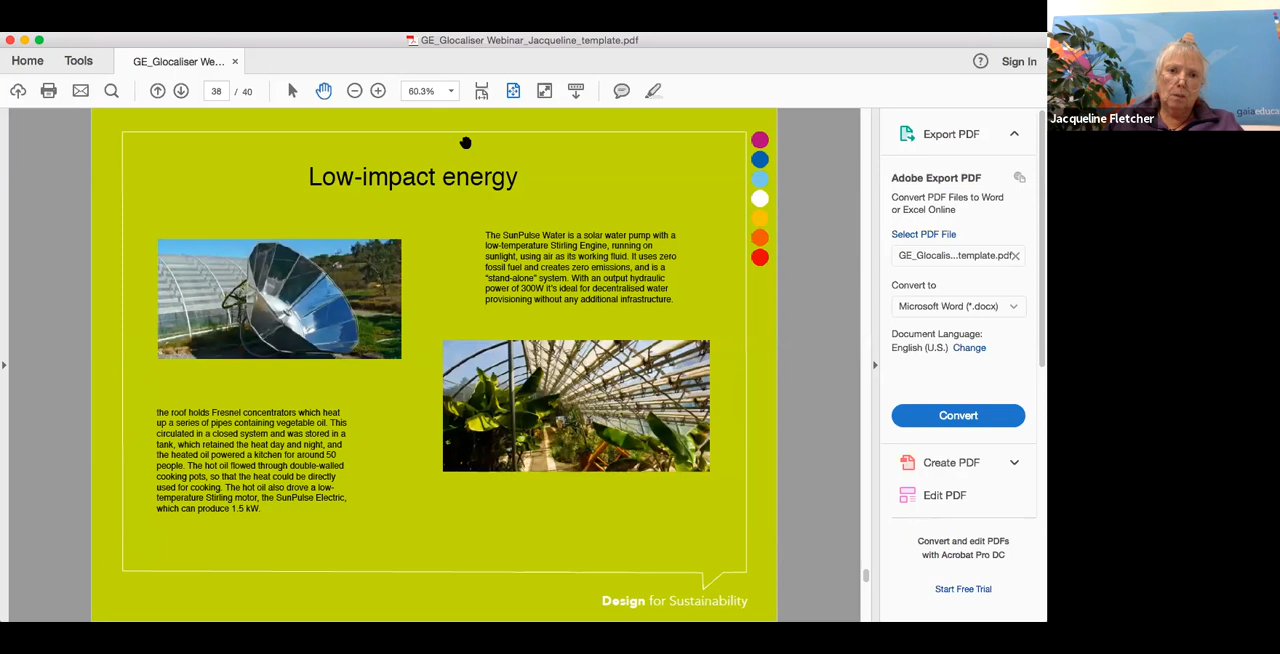 GE_Glocaliser Webinar_Jacqueline_template.pdf
Home
Tools
GE_Glocaliser We...
×
Sign In
38 / 40
60.3%
Low-impact energy
The SunPulse Water is a solar water pump with a
low-temperature Stirling Engine, running on
sunlight, using air as its working fluid. It uses zero
fossil fuel and creates zero emissions, and is a
“stand-alone” system. With an output hydraulic
power of 300W it's ideal for decentralised water
provisioning without any additional infrastructure.
the roof holds Fresnel concentrators which heat
up a series of pipes containing vegetable oil. This
circulated in a closed system and was stored in a
tank, which retained the heat day and night, and
the heated oil powered a kitchen for around 50
people. The hot oil flowed through double-walled
cooking pots, so that the heat could be directly
used for cooking. The hot oil also drove a low-
temperature Stirling motor, the SunPulse Electric,
which can produce 1.5 kW.
Design for Sustainability
Export PDF
Adobe Export PDF
Convert PDF Files to Word
or Excel Online
Select PDF File
GE_Glocalis...template.pdf
Convert to
Microsoft Word (*.docx)
Document Language:
English (U.S.) Change
Convert
Create PDF
Edit PDF
Convert and edit PDFs
with Acrobat Pro DC
Start Free Trial
gaiaeduca
Jacqueline Fletcher